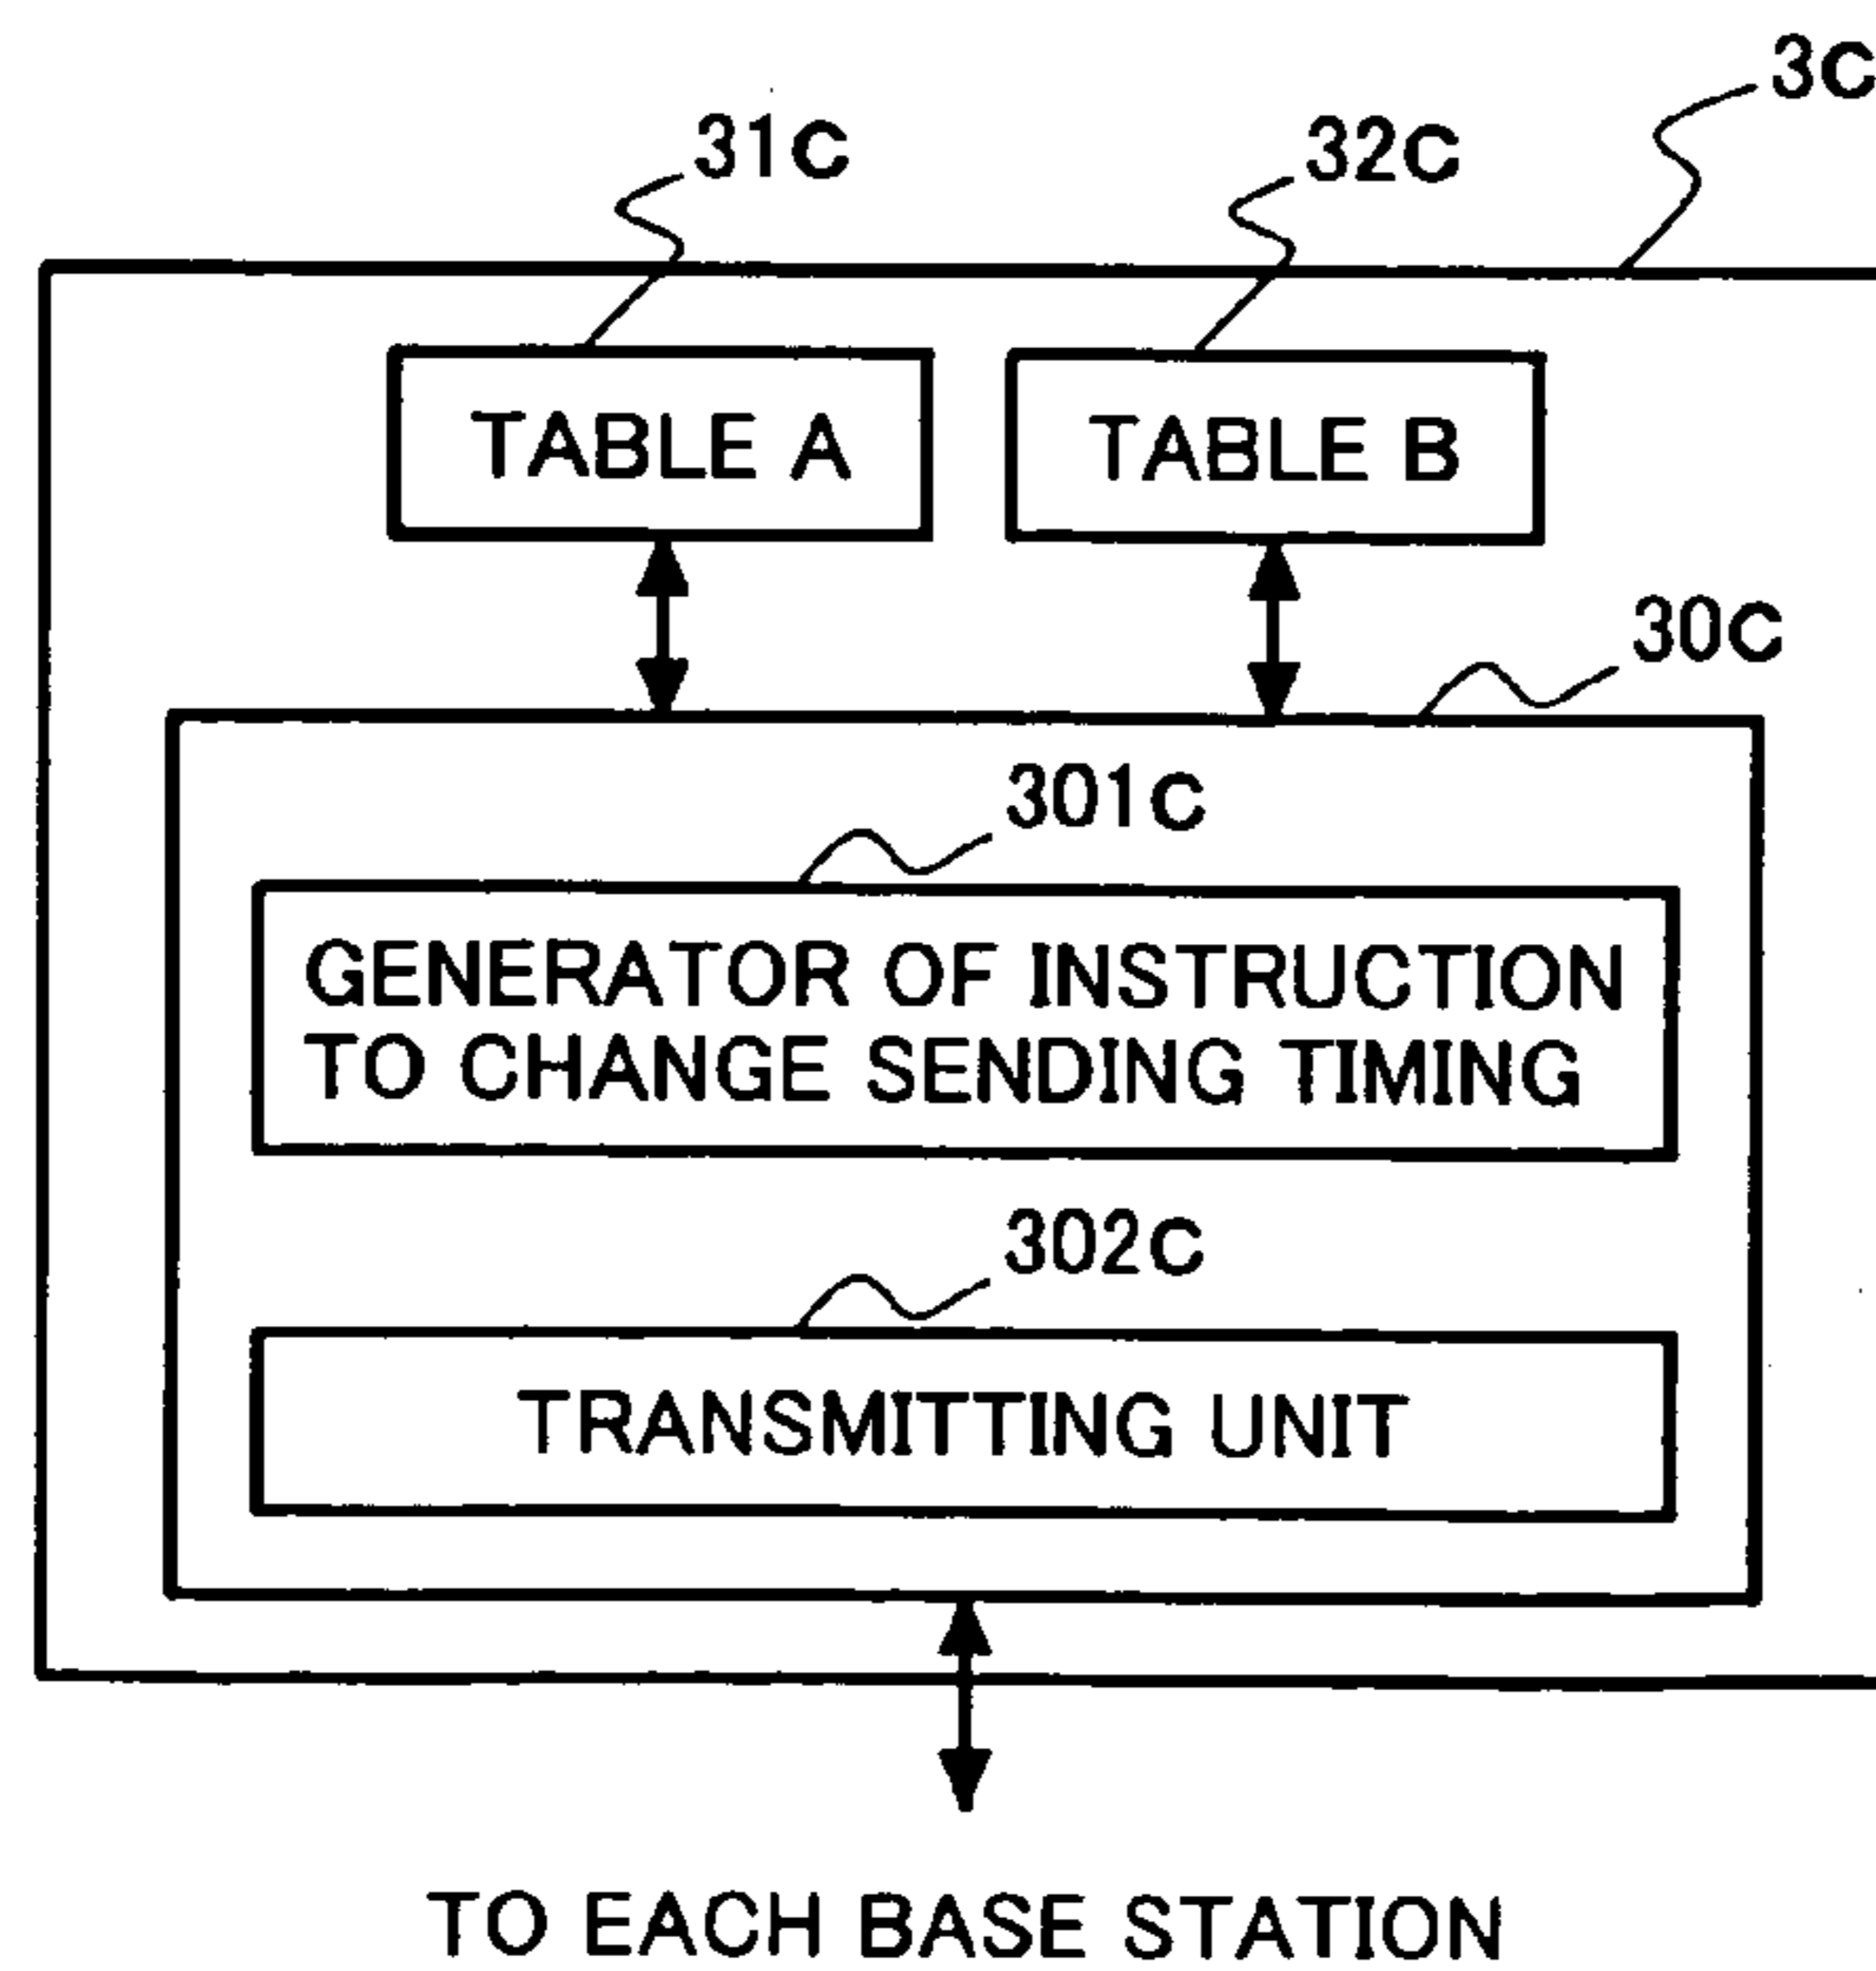 3C
31C
32C
TABLE A
TABLE B
30C
301C
GENERATOR OF INSTRUCTION
TO CHANGE SENDING TIMING
302C
TRANSMITTING UNIT
TO EACH BASE STATION